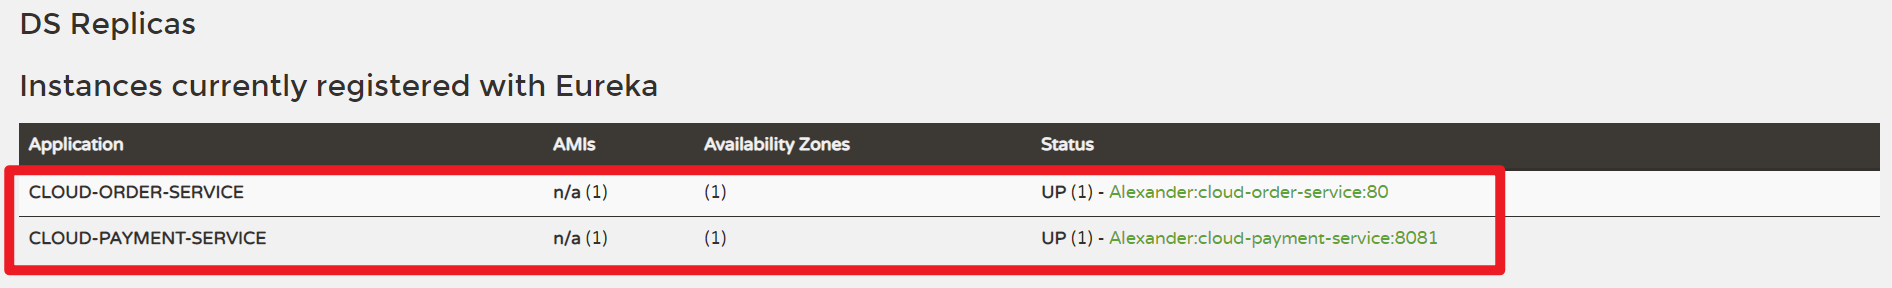 DS Replicas
Instances currently registered with Eureka
Application AMIs Availability Zones Status
CLOUD-ORDER-SERVICE n/a (1) (1) UP (1) - Alexander:cloud-order-service:80
CLOUD-PAYMENT-SERVICE n/a (1) (1) UP (1) - Alexander:cloud-payment-service:8081